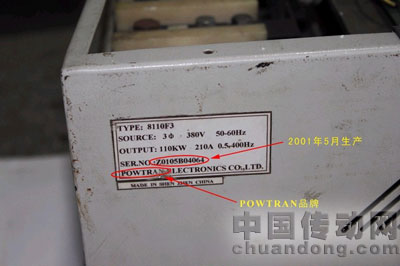 TYPE: 8110F3
SOURCE: 3Φ 380V 50-60Hz
OUTPUT: 110KW 210A 0.5-400Hz
SER.NO: Z0105B04064
2001年5月生产
POWTRAN ELECTRONICS CO., LTD.
MADE IN SHEN ZHEN CHINA
POWTRAN品牌
中国传动网
chuandong.com